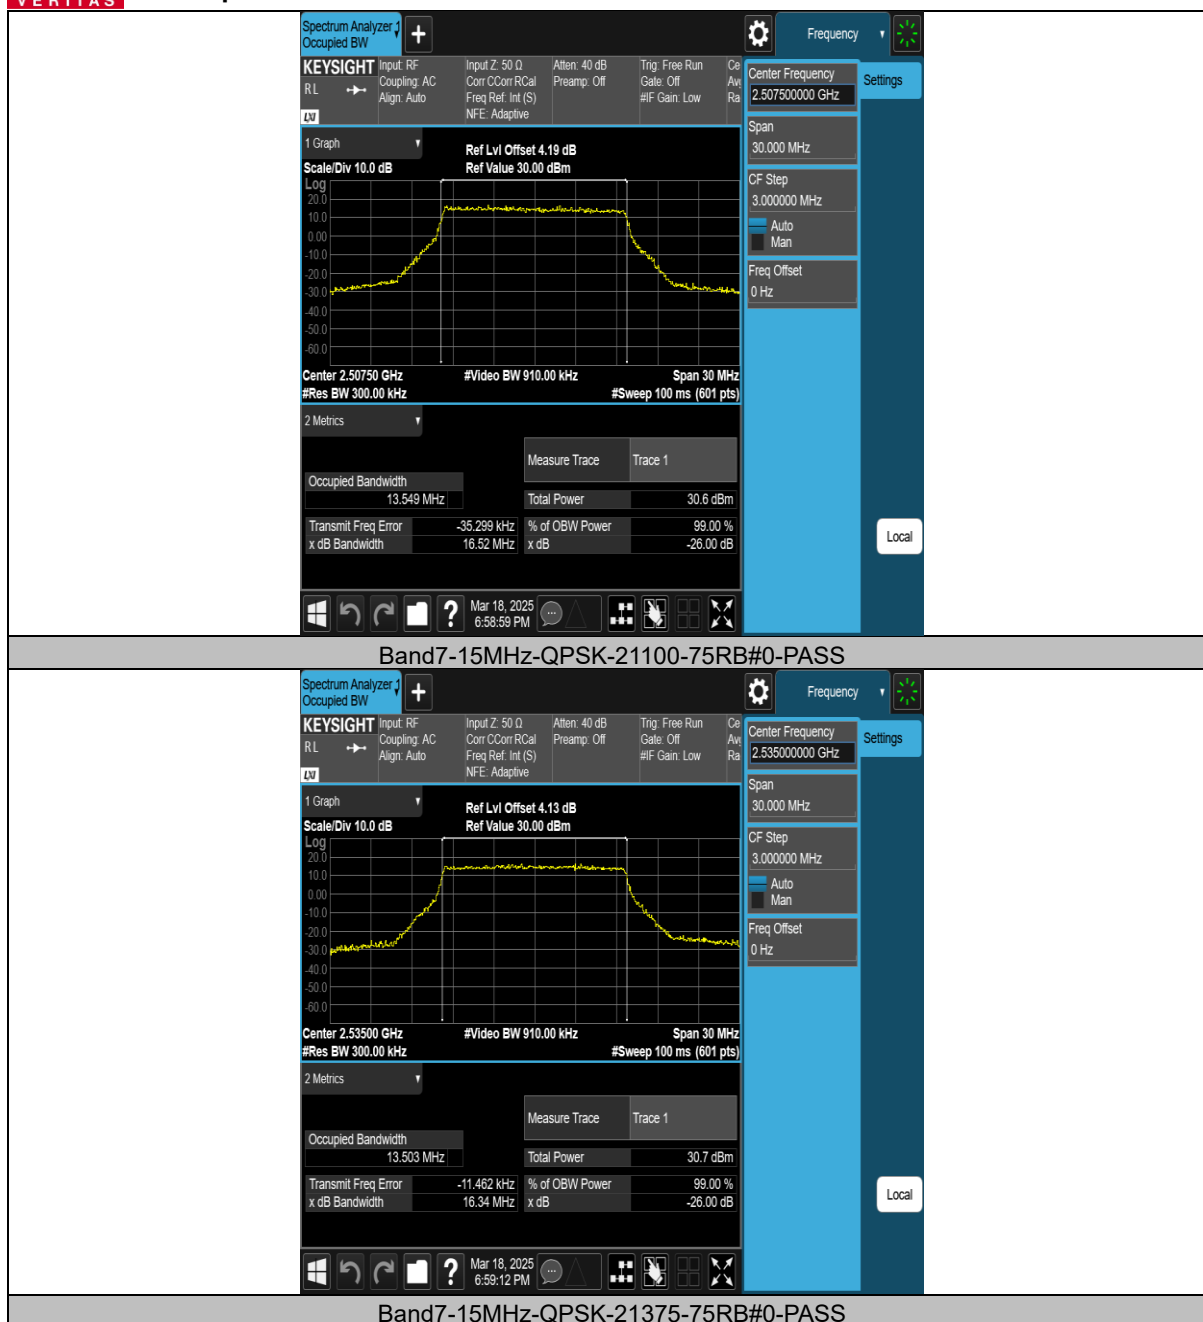 VERITAS
Spectrum Analyzer 1
Occupied BW
Frequency
KEYSIGHT
Input: RF
Coupling: AC
Align: Auto
Input Z: 50 Ω
Corr CCorr RCal
Freq Ref: Int (S)
NFE: Adaptive
Atten: 40 dB
Preamp: Off
Trig: Free Run
Gate: Off
#IF Gain: Low
Ce
Av
Ra
RL
LXI
Center Frequency
2.507500000 GHz
Settings
Span
30.000 MHz
CF Step
3.000000 MHz
Auto
Man
Freq Offset
0 Hz
Local
1 Graph
Scale/Div 10.0 dB
Ref Lvl Offset 4.19 dB
Ref Value 30.00 dBm
Log
20.0
10.0
0.00
-10.0
-20.0
-30.0
-40.0
-50.0
-60.0
Center 2.50750 GHz
#Video BW 910.00 kHz
Span 30 MHz
#Res BW 300.00 kHz
#Sweep 100 ms (601 pts)
2 Metrics
Measure Trace
Trace 1
Occupied Bandwidth
13.549 MHz
Total Power
30.6 dBm
Transmit Freq Error
-35.299 kHz
% of OBW Power
99.00 %
x dB Bandwidth
16.52 MHz
x dB
-26.00 dB
?
Mar 18, 2025
6:58:59 PM
Band7-15MHz-QPSK-21100-75RB#0-PASS
Spectrum Analyzer 1
Occupied BW
Frequency
KEYSIGHT
Input: RF
Coupling: AC
Align: Auto
Input Z: 50 Ω
Corr CCorr RCal
Freq Ref: Int (S)
NFE: Adaptive
Atten: 40 dB
Preamp: Off
Trig: Free Run
Gate: Off
#IF Gain: Low
Ce
Av
Ra
RL
LXI
Center Frequency
2.535000000 GHz
Settings
Span
30.000 MHz
CF Step
3.000000 MHz
Auto
Man
Freq Offset
0 Hz
Local
1 Graph
Scale/Div 10.0 dB
Ref Lvl Offset 4.13 dB
Ref Value 30.00 dBm
Log
20.0
10.0
0.00
-10.0
-20.0
-30.0
-40.0
-50.0
-60.0
Center 2.53500 GHz
#Video BW 910.00 kHz
Span 30 MHz
#Res BW 300.00 kHz
#Sweep 100 ms (601 pts)
2 Metrics
Measure Trace
Trace 1
Occupied Bandwidth
13.503 MHz
Total Power
30.7 dBm
Transmit Freq Error
-11.462 kHz
% of OBW Power
99.00 %
x dB Bandwidth
16.34 MHz
x dB
-26.00 dB
?
Mar 18, 2025
6:59:12 PM
Band7-15MHz-QPSK-21375-75RB#0-PASS